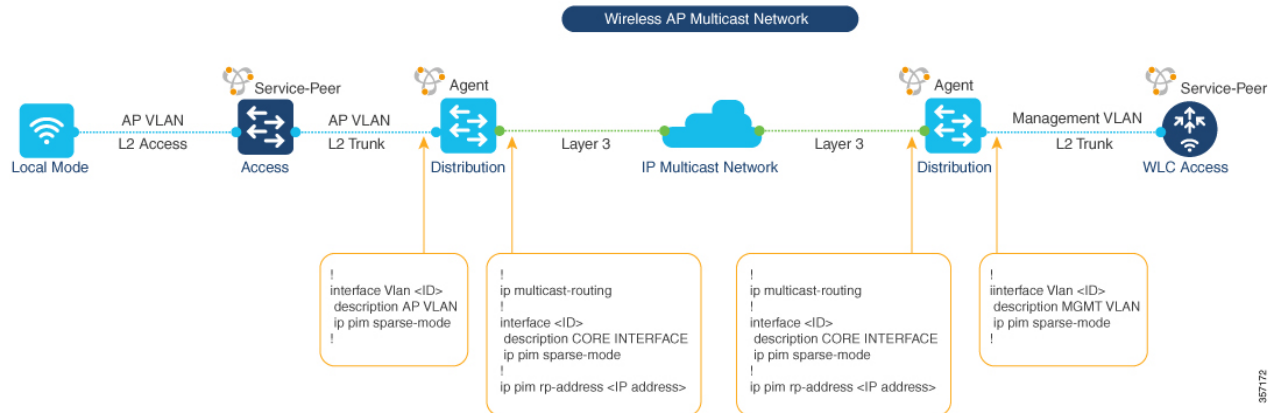 Wireless AP Multicast Network
Service-Peer
Agent
Agent
Service-Peer
AP VLAN
AP VLAN
Management VLAN
L2 Access
L2 Trunk
Layer 3
Layer 3
L2 Trunk
Local Mode
Access
Distribution
IP Multicast Network
Distribution
WLC Access
!
interface Vlan <ID>
description AP VLAN
ip pim sparse-mode
!
!
ip multicast-routing
!
interface <ID>
description CORE INTERFACE
ip pim sparse-mode
!
ip pim rp-address <IP address>
!
ip multicast-routing
!
interface <ID>
description CORE INTERFACE
ip pim sparse-mode
!
ip pim rp-address <IP address>
!
iinterface Vlan <ID>
description MGMT VLAN
ip pim sparse-mode
!
357172